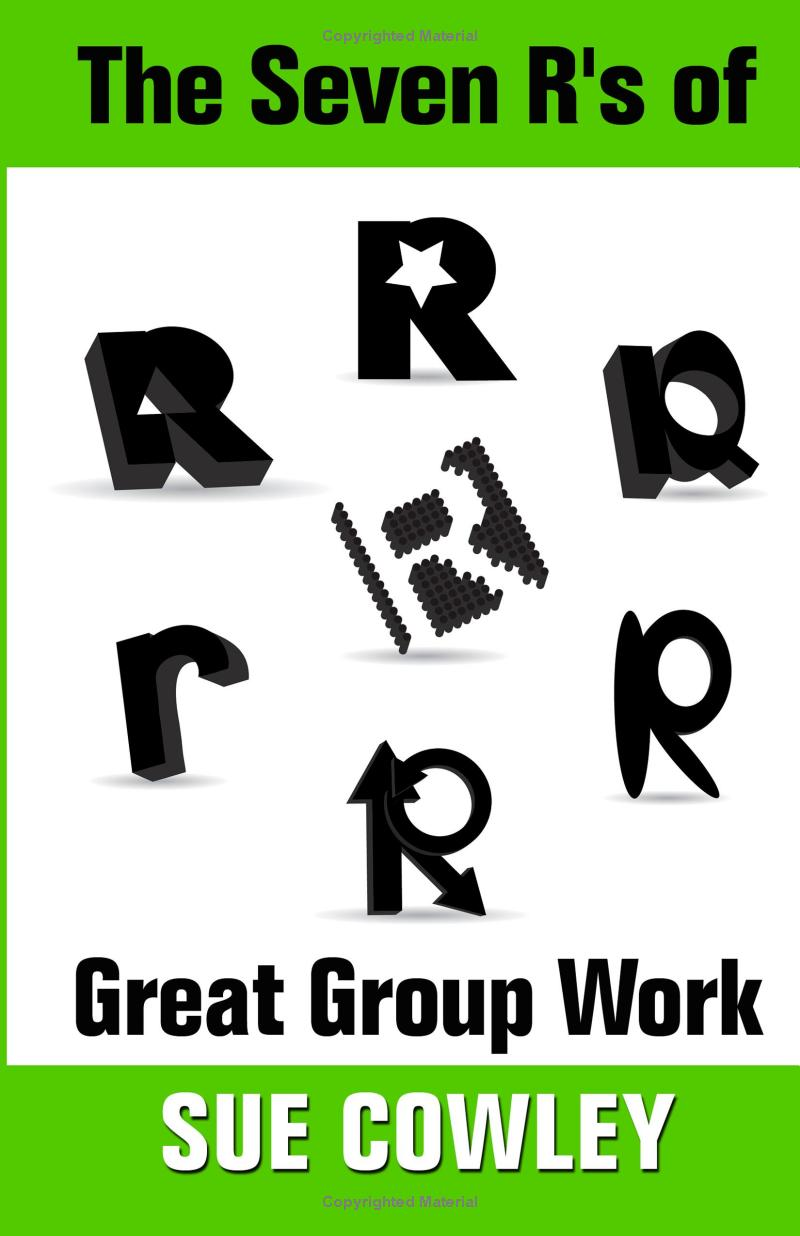 Copyrighted Material
The Seven R's of
R
R
R
R
r
R
R
Great Group Work
SUE COWLEY
Copyrighted Material